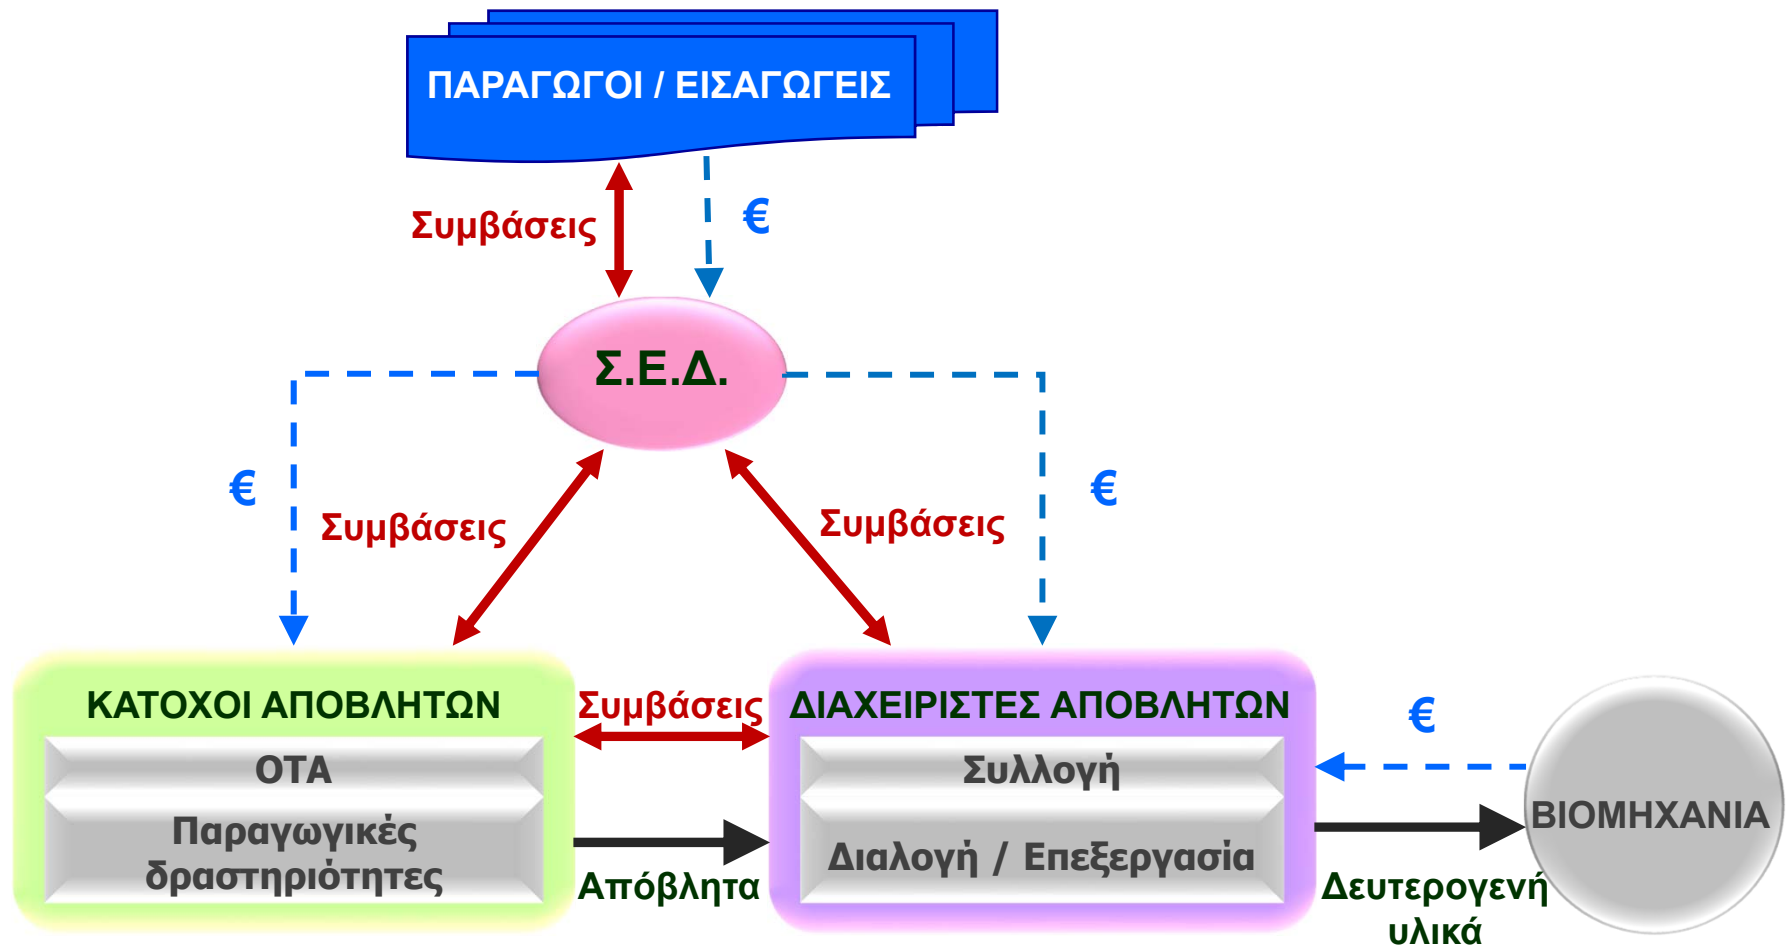 ΠΑΡΑΓΩΓΟΙ / ΕΙΣΑΓΩΓΕΙΣ
Συμβάσεις
€
Σ.Ε.Δ.
€
Συμβάσεις
Συμβάσεις
€
ΚΑΤΟΧΟΙ ΑΠΟΒΛΗΤΩΝ
ΟΤΑ
Παραγωγικές
δραστηριότητες
Συμβάσεις
Απόβλητα
ΔΙΑΧΕΙΡΙΣΤΕΣ ΑΠΟΒΛΗΤΩΝ
Συλλογή
Διαλογή / Επεξεργασία
€
Δευτερογενή
υλικά
ΒΙΟΜΗΧΑΝΙΑ